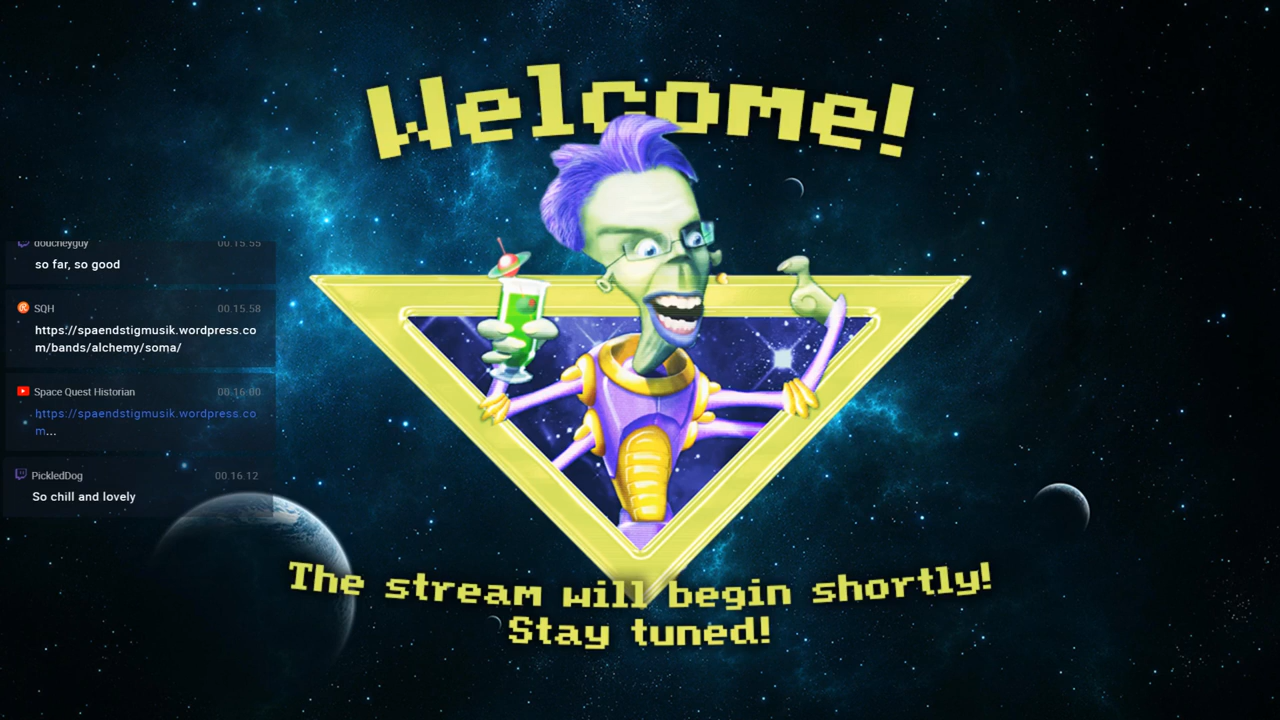 Welcome!
doucheyguy 00.15.55
so far, so good
SQH 00.15.58
https://spaendstigmusik.wordpress.co
m/bands/alchemy/soma/
Space Quest Historian 00.16.00
https://spaendstigmusik.wordpress.co
m...
PickledDog 00.16.12
So chill and lovely
The stream will begin shortly!
Stay tuned!